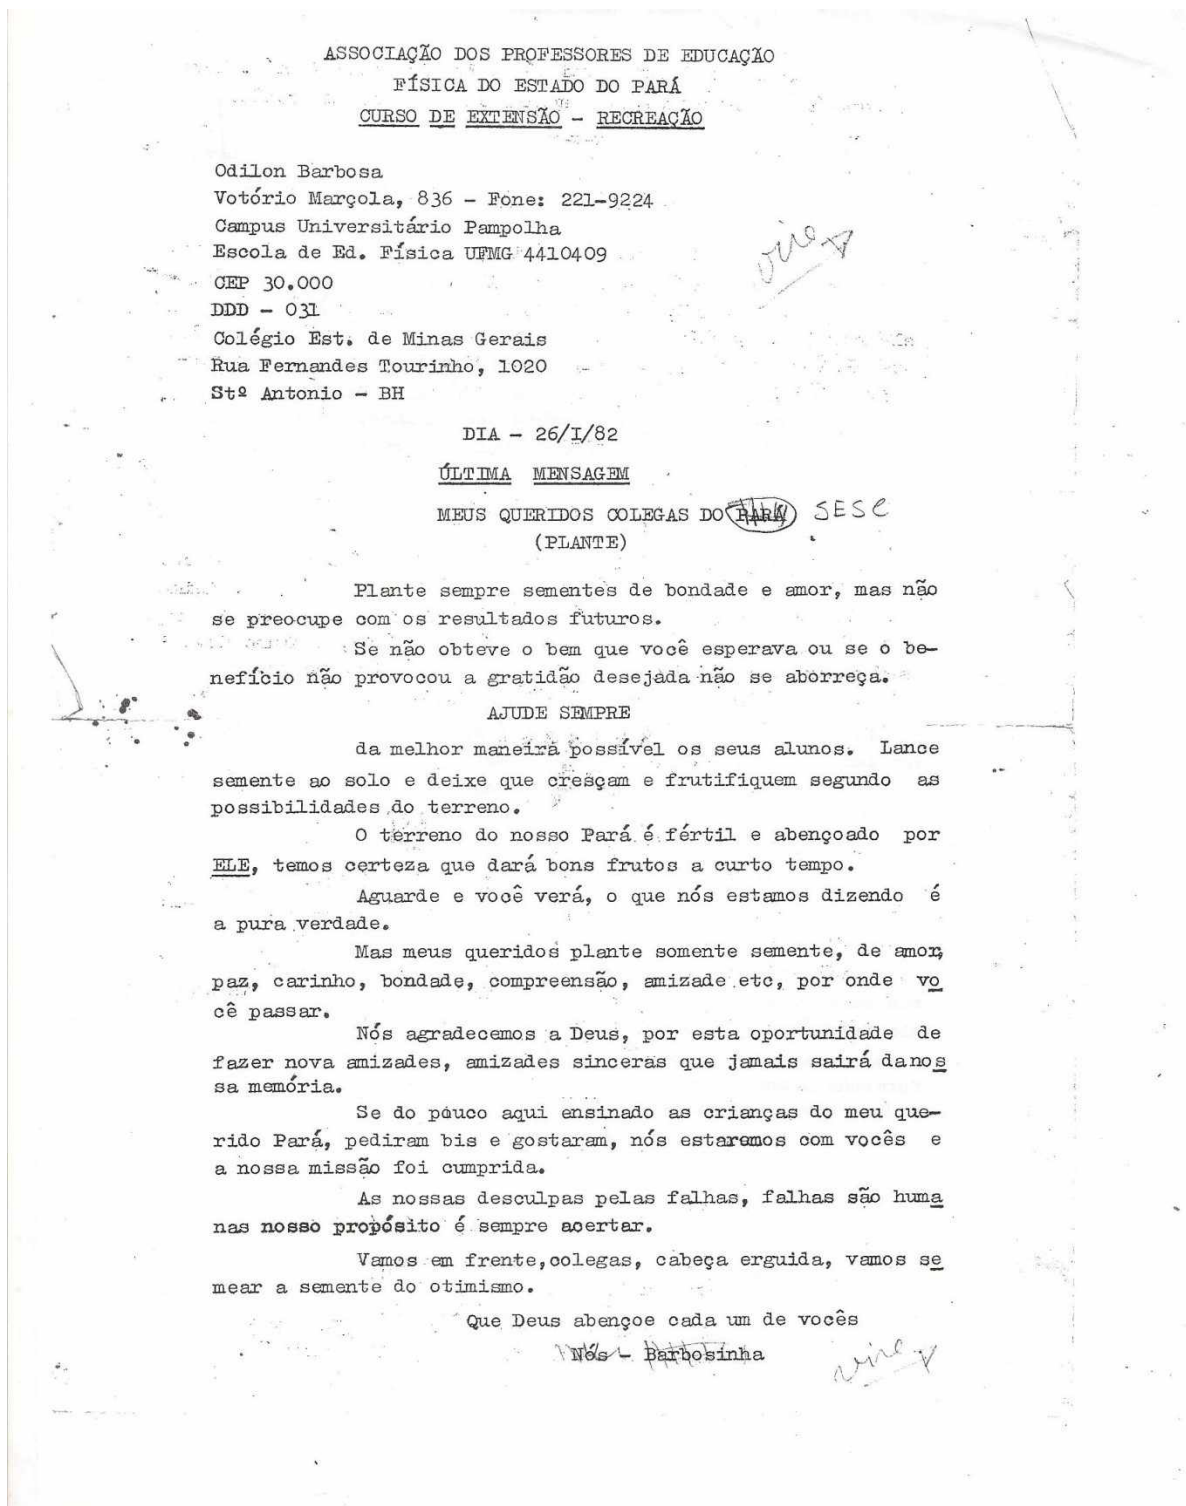 ASSOCIAÇÃO DOS PROFESSORES DE EDUCAÇÃO
FÍSICA DO ESTADO DO PARÁ
CURSO DE EXTENSÃO - RECREAÇÃO
Odilon Barbosa
Votório Marçola, 836 - Fone: 221-9224
Campus Universitário Pampolha
Escola de Ed. Física UFMG 4410409
vire
CEP 30.000
DDD - 031
Colégio Est. de Minas Gerais
Rua Fernandes Tourinho, 1020
Stº Antonio - BH
DIA - 26/I/82
ÚLTIMA MENSAGEM
MEUS QUERIDOS COLEGAS DO PARÁ SESC
(PLANTE)
Plante sempre sementes de bondade e amor, mas não
se preocupe com os resultados futuros.
Se não obteve o bem que você esperava ou se o be-
nefício não provocou a gratidão desejada não se aborreça.
AJUDE SEMPRE
da melhor maneira possível os seus alunos. Lance
semente ao solo e deixe que cresçam e frutifiquem segundo as
possibilidades do terreno.
O terreno do nosso Pará é fértil e abençoado por
ELE, temos certeza que dará bons frutos a curto tempo.
Aguarde e você verá, o que nós estamos dizendo é
a pura verdade.
Mas meus queridos plante somente semente, de amor,
paz, carinho, bondade, compreensão, amizade etc, por onde vo
cê passar.
Nós agradecemos a Deus, por esta oportunidade de
fazer nova amizades, amizades sinceras que jamais sairá danos
sa memória.
Se do pouco aqui ensinado as crianças do meu que-
rido Pará, pediram bis e gostaram, nós estaremos com vocês e
a nossa missão foi cumprida.
As nossas desculpas pelas falhas, falhas são huma
nas nosso propósito é sempre acertar.
Vamos em frente,colegas, cabeça erguida, vamos se
mear a semente do otimismo.
Que Deus abençoe cada um de vocês
Nós - Barbosinha
vire